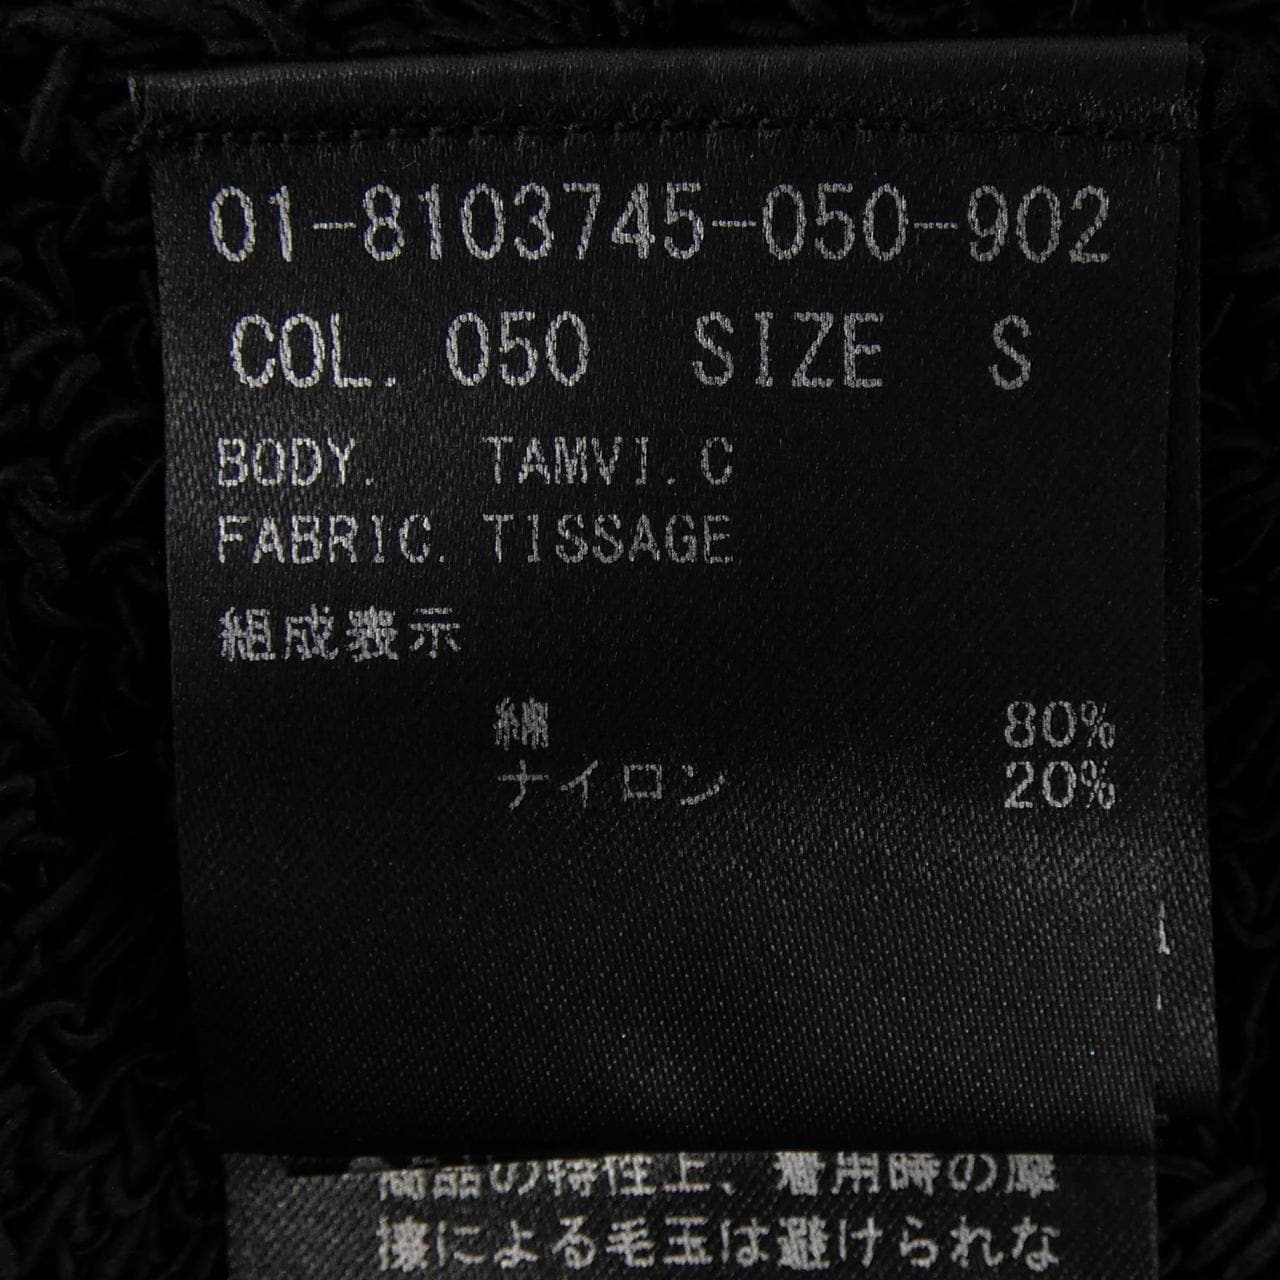 01-8103745-050-902
COL. 050 SIZE S
BODY. TAMVI.C
FABRIC. TISSAGE
組成表示
綿 80%
ナイロン 20%
商品の特性上、着用時の摩
擦による毛玉は避けられな